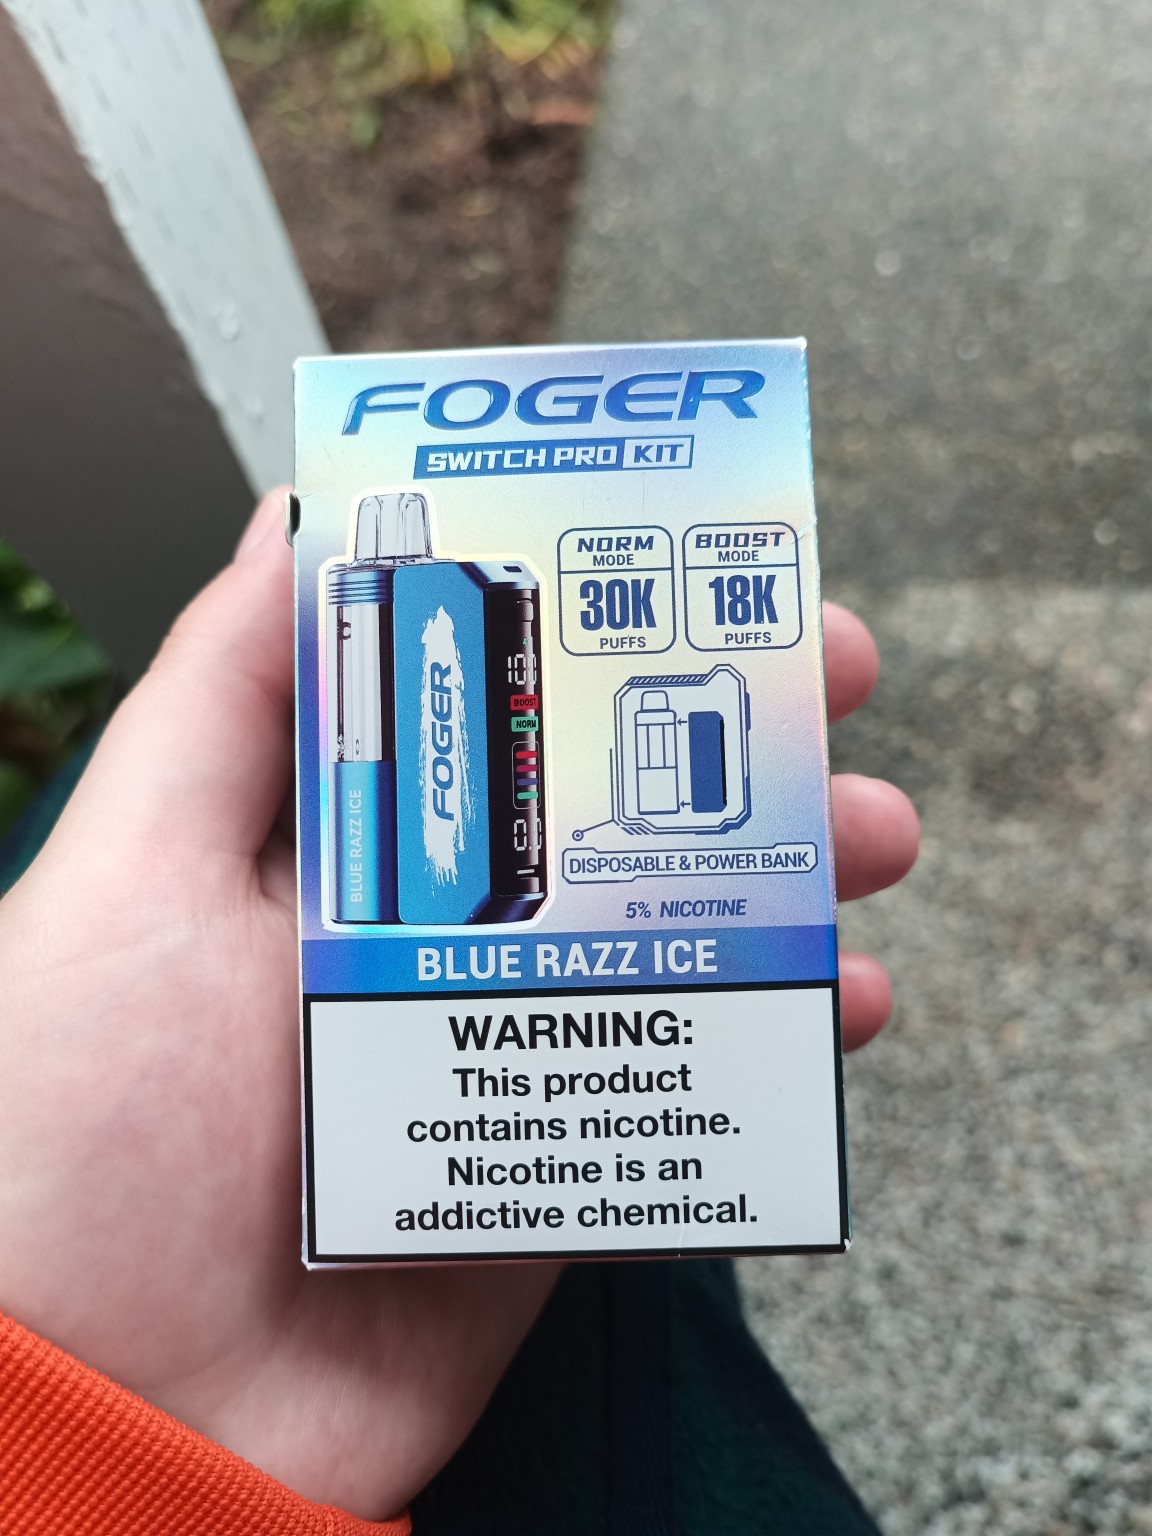 FOGER
SWITCH PRO KIT
NORM
MODE
30K
PUFFS
BOOST
MODE
18K
PUFFS
BOOST
NORM
FOGER
BLUE RAZZ ICE
DISPOSABLE & POWER BANK
5% NICOTINE
BLUE RAZZ ICE
WARNING:
This product
contains nicotine.
Nicotine is an
addictive chemical.